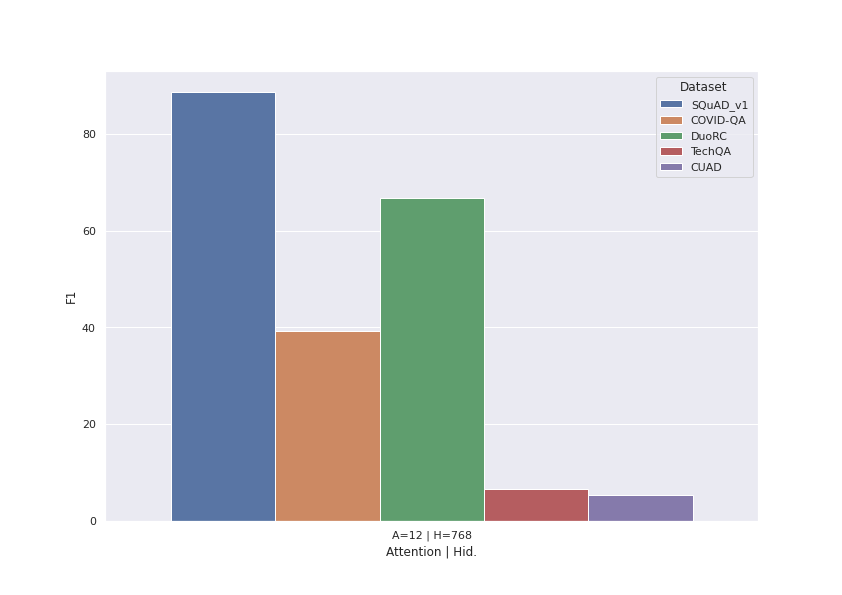 Dataset
SQuAD_v1
COVID-QA
DuoRC
TechQA
CUAD
80
60
40
20
0
F1
A=12 | H=768
Attention | Hid.